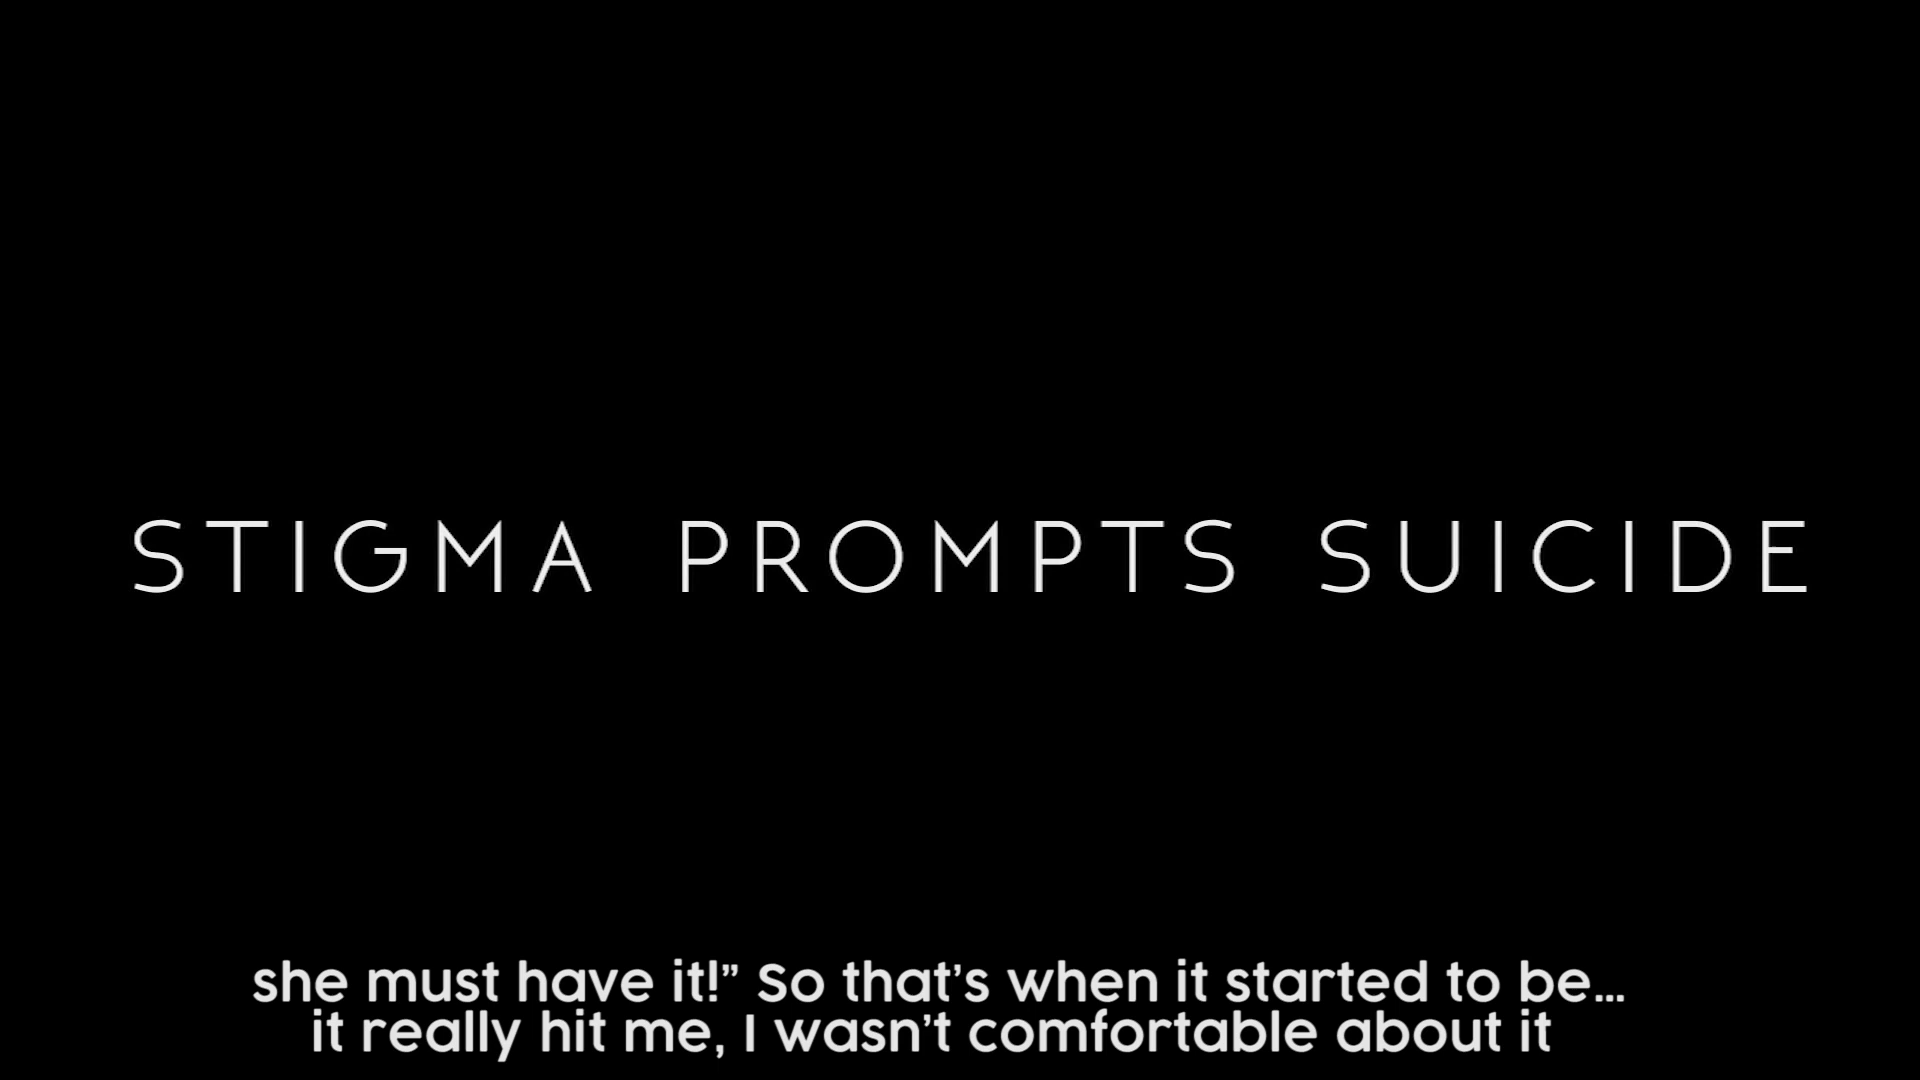 STIGMA PROMPTS SUICIDE
she must have it!” So that’s when it started to be...
it really hit me, I wasn’t comfortable about it